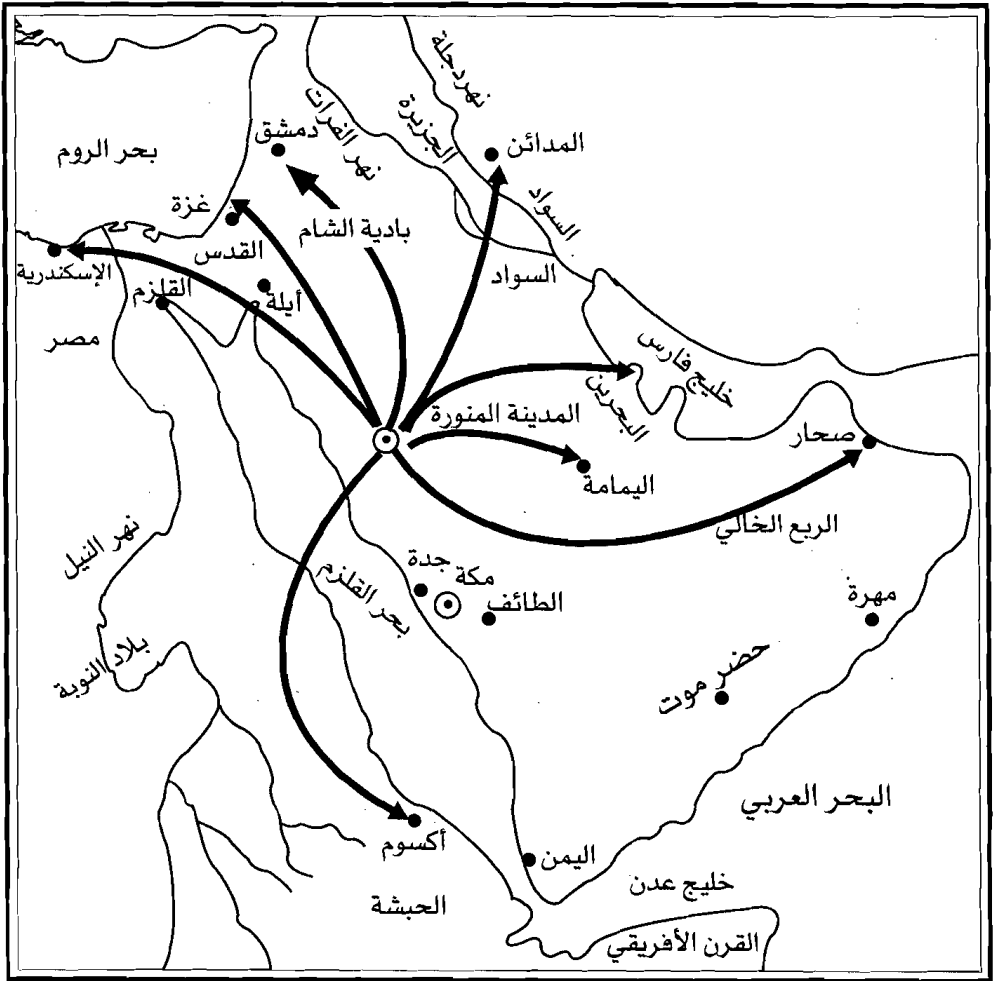 نهر دجلة
الجزيرة
نهر الفرات
دمشق
المدائن
بحر الروم
السواد
غزة
بادية الشام
القدس
السواد
الإسكندرية
القلزم
أيلة
مصر
خليج فارس
البحرين
المدينة المنورة
صحار
اليمامة
الربع الخالي
نهر النيل
جدة
مكة
بحر القلزم
الطائف
مهرة
بلاد النوبة
حضر موت
البحر العربي
أكسوم
اليمن
خليج عدن
الحبشة
القرن الأفريقي